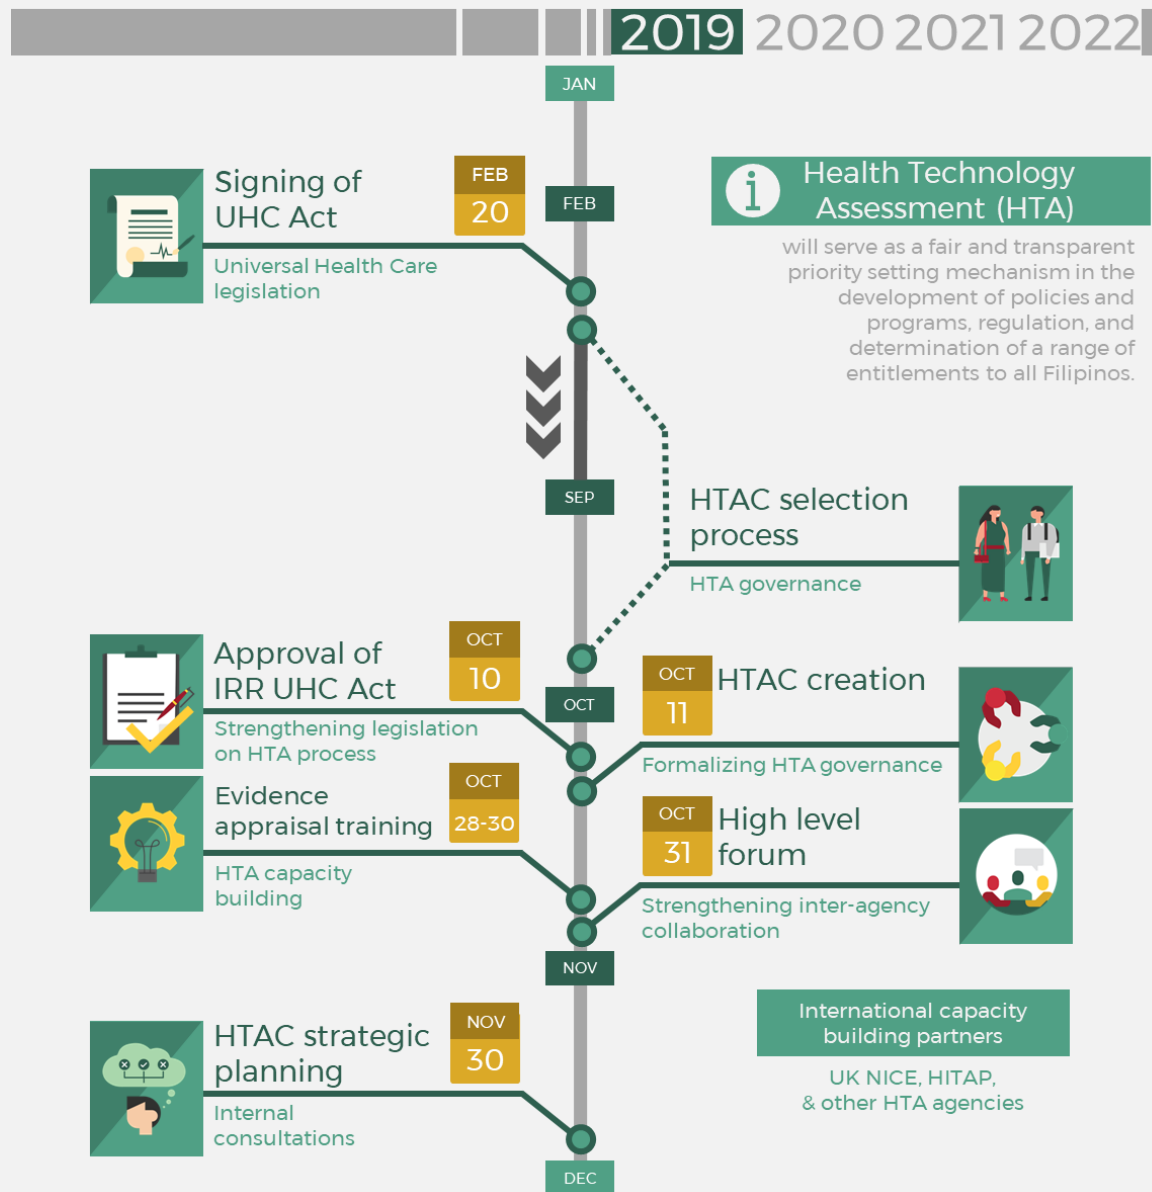 2019 2020 2021 2022
JAN
Signing of
UHC Act
Universal Health Care
legislation
FEB
20
FEB
Health Technology
Assessment (HTA)
will serve as a fair and transparent
priority setting mechanism in the
development of policies and
programs, regulation, and
determination of a range of
entitlements to all Filipinos.
SEP
HTAC selection
process
HTA governance
Approval of
IRR UHC Act
Strengthening legislation
on HTA process
OCT
10
OCT
OCT
11
HTAC creation
Formalizing HTA governance
Evidence
appraisal training
HTA capacity
building
OCT
28-30
OCT
31
High level
forum
Strengthening inter-agency
collaboration
NOV
HTAC strategic
planning
Internal
consultations
NOV
30
International capacity
building partners
UK NICE, HITAP,
& other HTA agencies
DEC